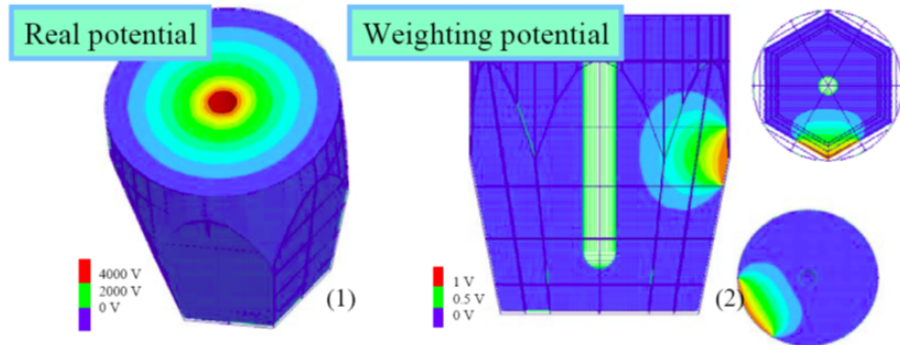 Real potential
Weighting potential
4000 V
2000 V
0 V
(1)
1 V
0.5 V
0 V
(2)